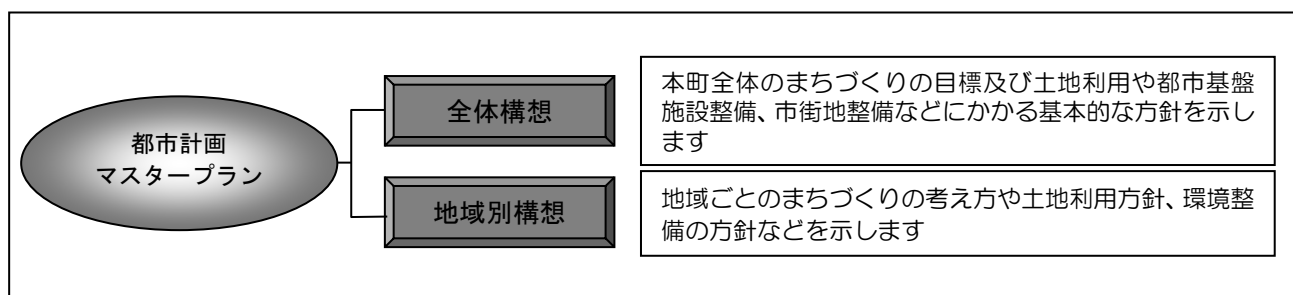 都市計画
マスタープラン
全体構想
本町全体のまちづくりの目標及び土地利用や都市基盤
施設整備、市街地整備などにかかる基本的な方針を示し
ます
地域別構想
地域ごとのまちづくりの考え方や土地利用方針、環境整
備の方針などを示します